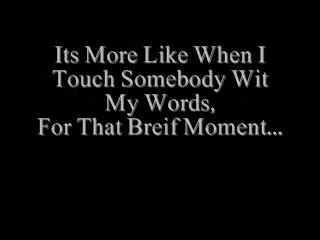 Its More Like When I
Touch Somebody Wit
My Words,
For That Breif Moment...